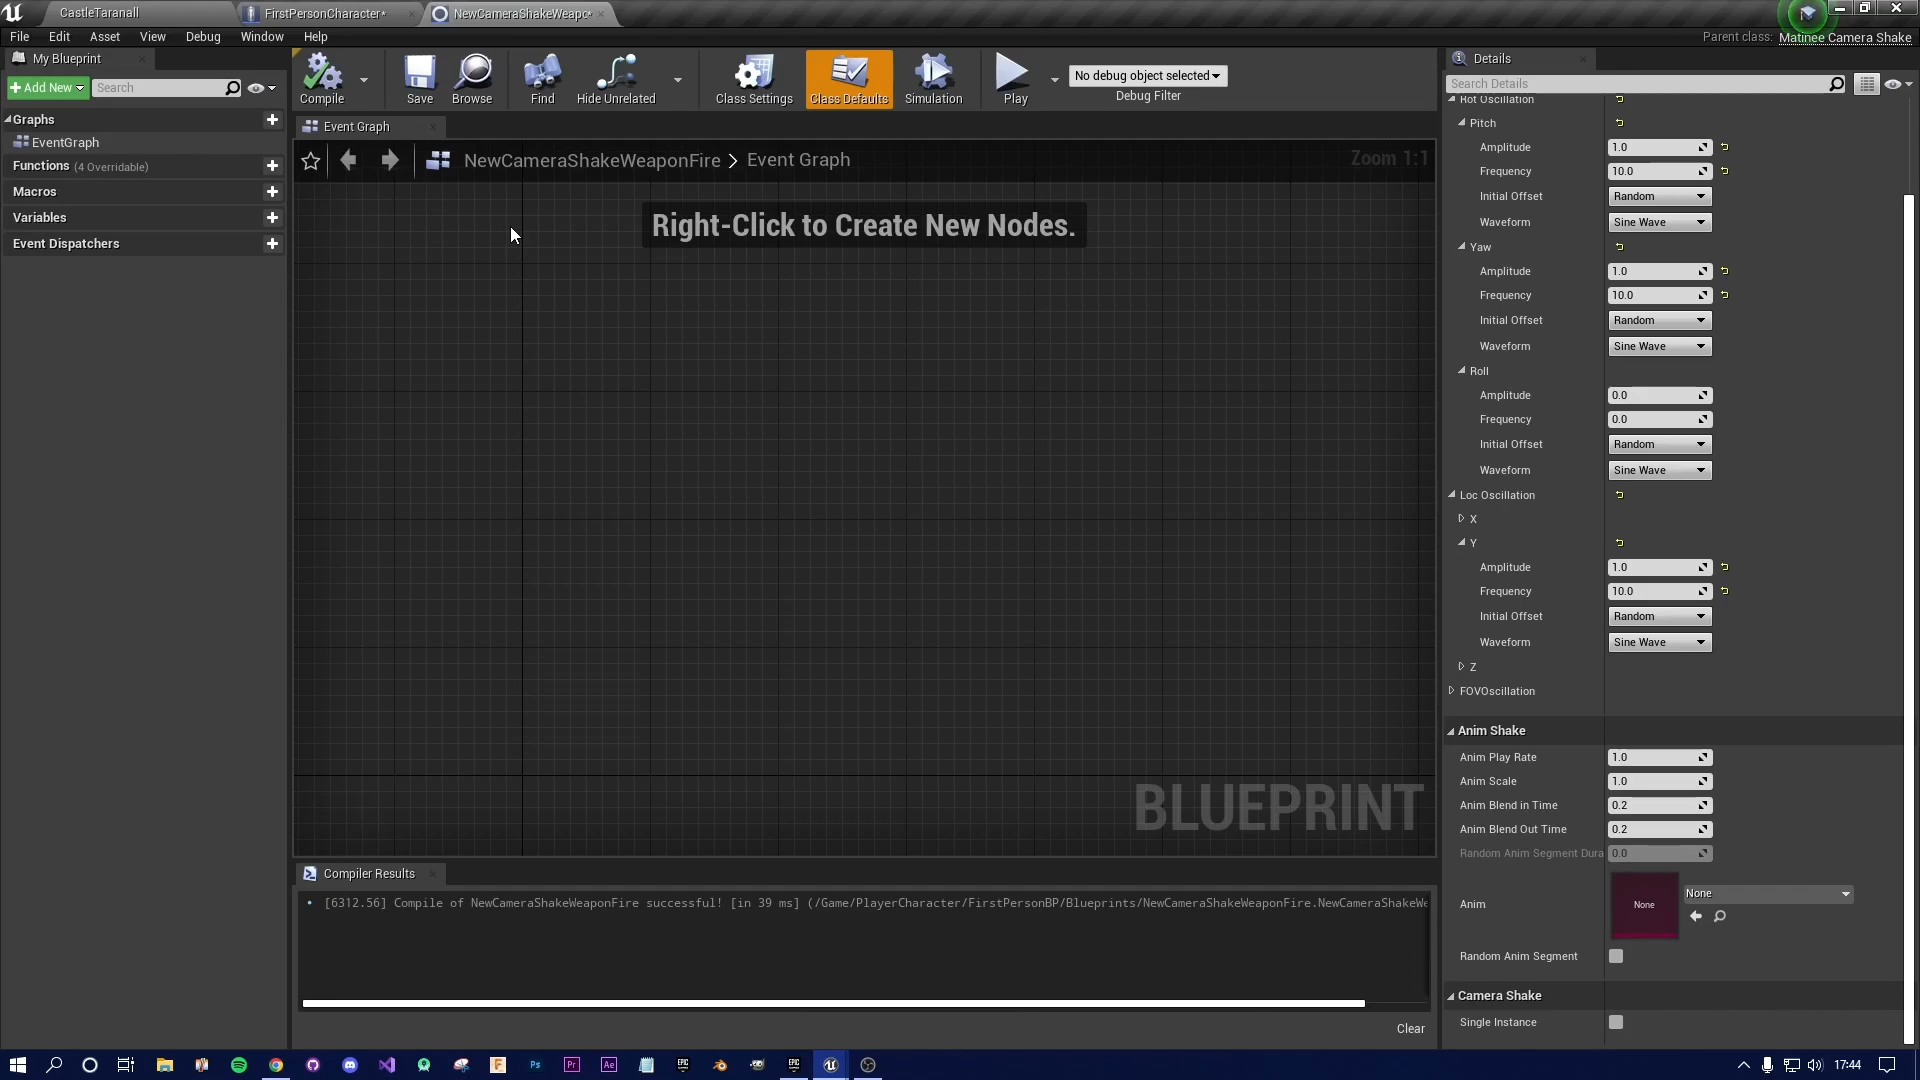 CastleTaranall
FirstPersonCharacter*
NewCameraShakeWeapc*
File Edit Asset View Debug Window Help
Parent class: Matinee Camera Shake
My Blueprint
Add New
Search
Graphs
EventGraph
Functions (4 Overridable)
Macros
Variables
Event Dispatchers
Compile
Save
Browse
Find
Hide Unrelated
Class Settings
Class Defaults
Simulation
Play
No debug object selected
Debug Filter
Event Graph
NewCameraShakeWeaponFire > Event Graph
Zoom 1:1
Right-Click to Create New Nodes.
BLUEPRINT
Compiler Results
[6312.56] Compile of NewCameraShakeWeaponFire successful! [in 39 ms] (/Game/PlayerCharacter/FirstPersonBP/Blueprints/NewCameraShakeWeaponFire.NewCameraShakeWe
Clear
Details
Search Details
Rot Oscillation
Pitch
Amplitude 1.0
Frequency 10.0
Initial Offset Random
Waveform Sine Wave
Yaw
Amplitude 1.0
Frequency 10.0
Initial Offset Random
Waveform Sine Wave
Roll
Amplitude 0.0
Frequency 0.0
Initial Offset Random
Waveform Sine Wave
Loc Oscillation
X
Y
Amplitude 1.0
Frequency 10.0
Initial Offset Random
Waveform Sine Wave
Z
FOVOscillation
Anim Shake
Anim Play Rate 1.0
Anim Scale 1.0
Anim Blend in Time 0.2
Anim Blend Out Time 0.2
Random Anim Segment Dura 0.0
Anim None None
Random Anim Segment
Camera Shake
Single Instance
Ps Pr Ae
EPIC EPIC
17:44